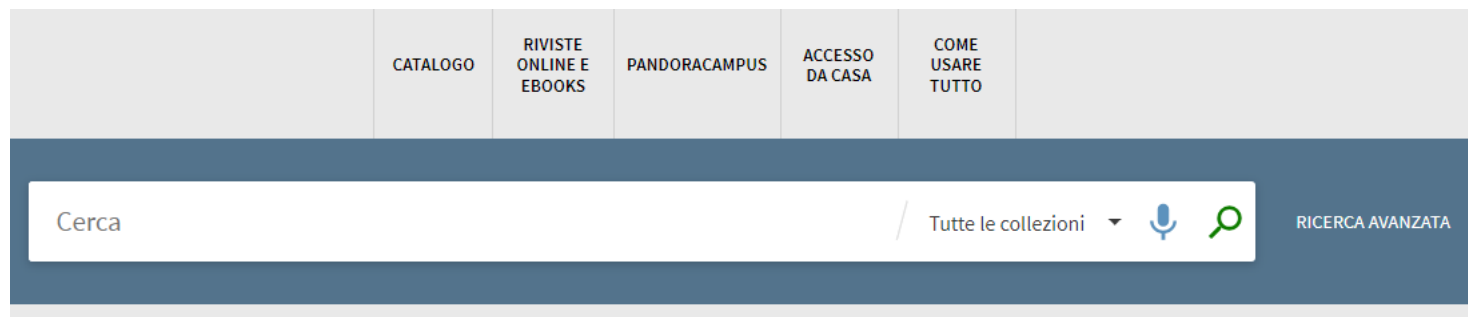 CATALOGO
RIVISTE
ONLINE E
EBOOKS
PANDORACAMPUS
ACCESSO
DA CASA
COME
USARE
TUTTO
Cerca
Tutte le collezioni
RICERCA AVANZATA